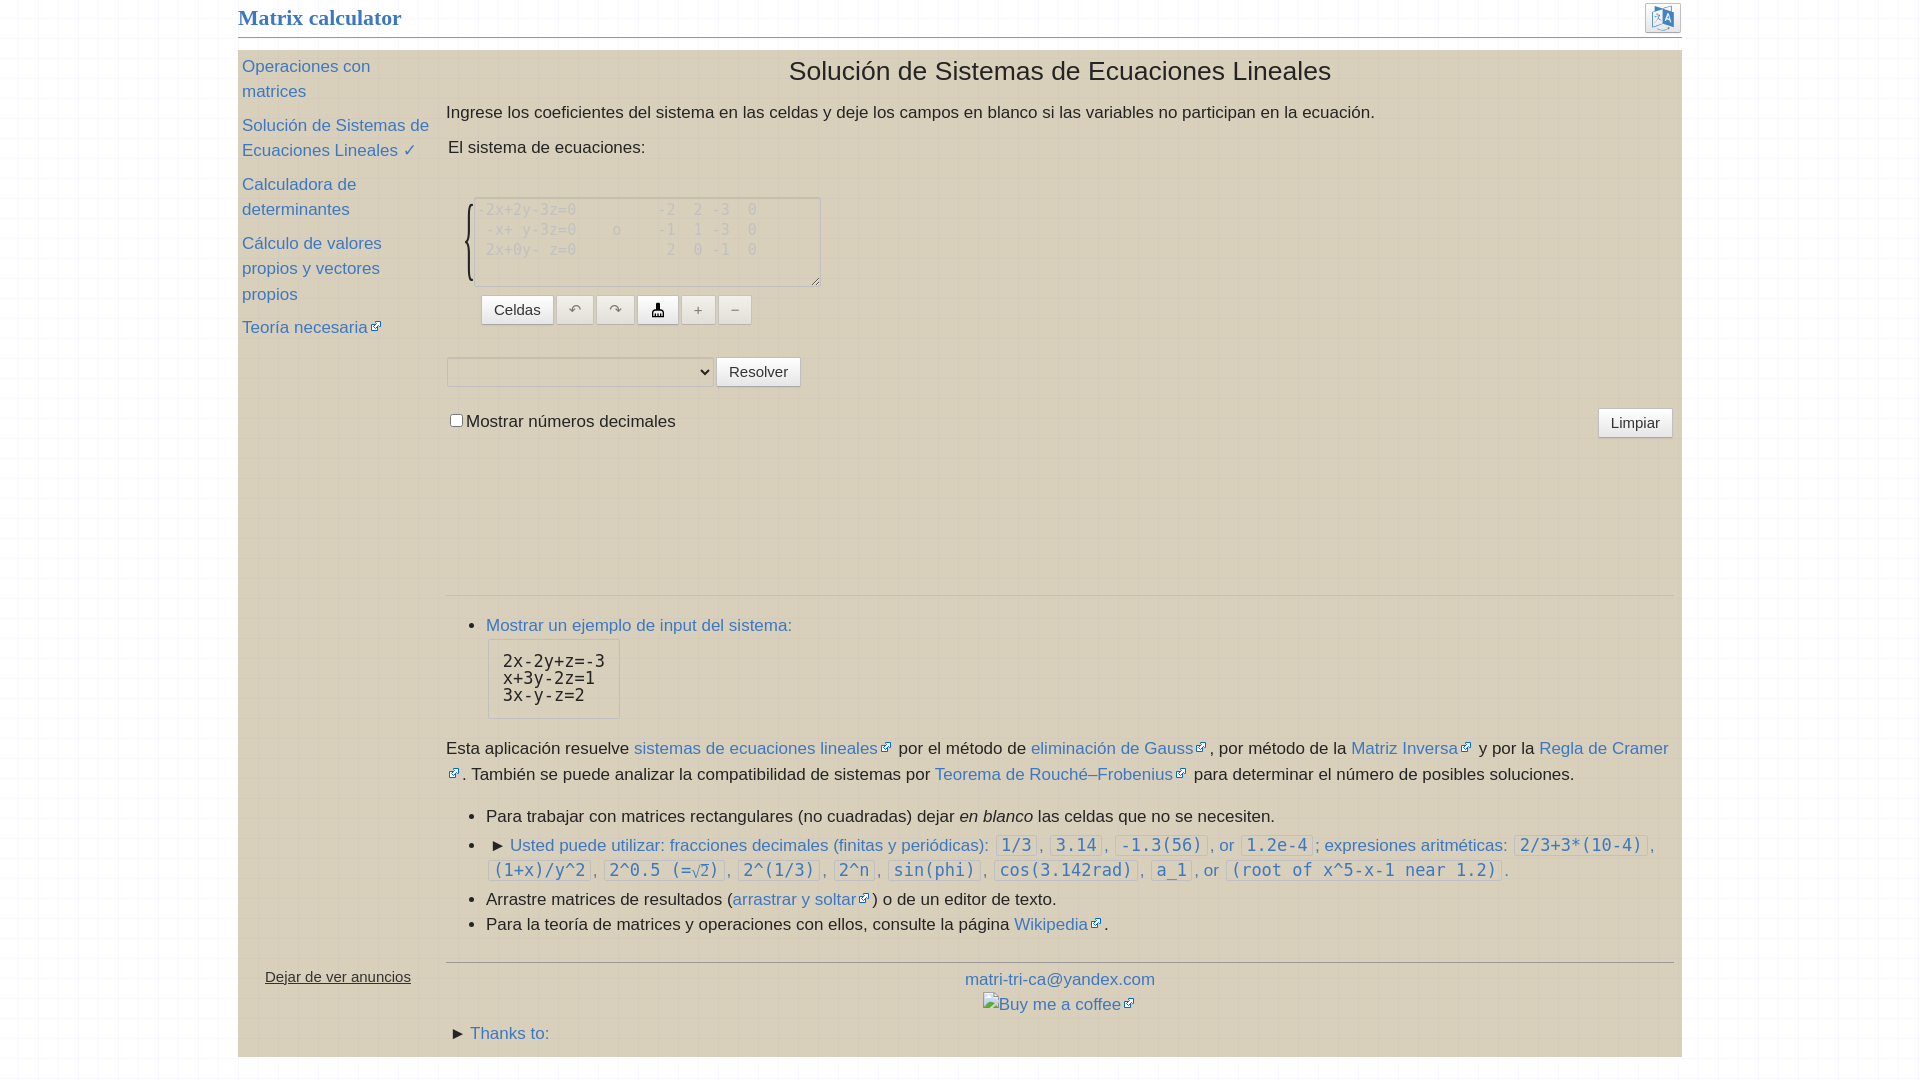 Matrix calculator
Operaciones con
matrices
Solución de Sistemas de
Ecuaciones Lineales ✓
Calculadora de
determinantes
Cálculo de valores
propios y vectores
propios
Teoría necesaria
Solución de Sistemas de Ecuaciones Lineales
Ingrese los coeficientes del sistema en las celdas y deje los campos en blanco si las variables no participan en la ecuación.
El sistema de ecuaciones:
-2x+2y-3z=0 -2 2 -3 0
-x+ y-3z=0 o -1 1 -3 0
2x+0y- z=0 2 0 -1 0
Celdas ↶ ↷ + −
Resolver
Mostrar números decimales
Limpiar
• Mostrar un ejemplo de input del sistema:
2x-2y+z=-3
x+3y-2z=1
3x-y-z=2
Esta aplicación resuelve sistemas de ecuaciones lineales por el método de eliminación de Gauss, por método de la Matriz Inversa y por la Regla de Cramer
. También se puede analizar la compatibilidad de sistemas por Teorema de Rouché–Frobenius para determinar el número de posibles soluciones.
• Para trabajar con matrices rectangulares (no cuadradas) dejar en blanco las celdas que no se necesiten.
• ► Usted puede utilizar: fracciones decimales (finitas y periódicas): 1/3, 3.14, -1.3(56), or 1.2e-4; expresiones aritméticas: 2/3+3*(10-4),
(1+x)/y^2, 2^0.5 (=√2), 2^(1/3), 2^n, sin(phi), cos(3.142rad), a_1, or (root of x^5-x-1 near 1.2).
• Arrastre matrices de resultados (arrastrar y soltar) o de un editor de texto.
• Para la teoría de matrices y operaciones con ellos, consulte la página Wikipedia.
Dejar de ver anuncios
matri-tri-ca@yandex.com
Buy me a coffee
► Thanks to: